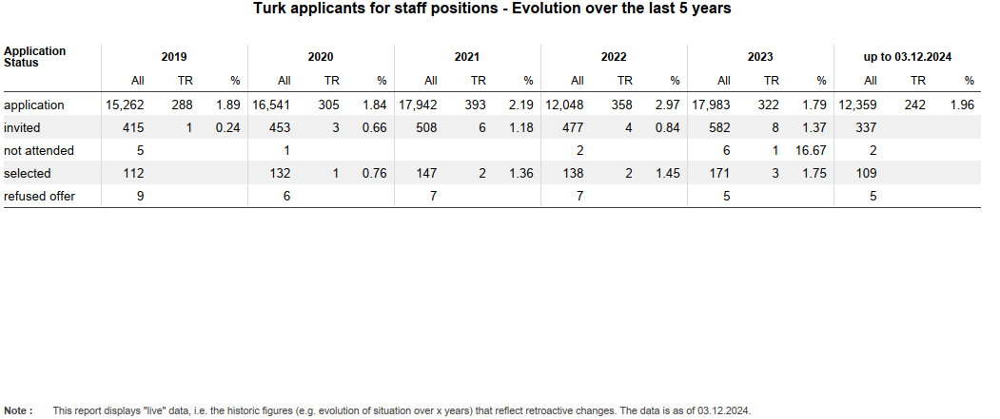 Turk applicants for staff positions - Evolution over the last 5 years
Application Status 2019 2020 2021 2022 2023 up to 03.12.2024
All TR % All TR % All TR % All TR % All TR % All TR %
application 15,262 288 1.89 16,541 305 1.84 17,942 393 2.19 12,048 358 2.97 17,983 322 1.79 12,359 242 1.96
invited 415 1 0.24 453 3 0.66 508 6 1.18 477 4 0.84 582 8 1.37 337
not attended 5 1 2 6 1 16.67 2
selected 112 132 1 0.76 147 2 1.36 138 2 1.45 171 3 1.75 109
refused offer 9 6 7 7 5 5
Note : This report displays "live" data, i.e. the historic figures (e.g. evolution of situation over x years) that reflect retroactive changes. The data is as of 03.12.2024.